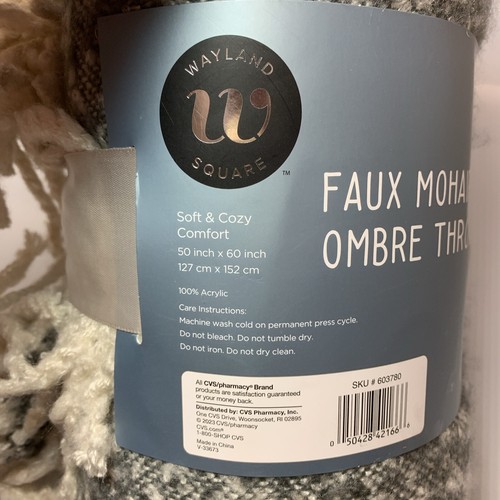 WAYLAND
w
SQUARE
™
FAUX MOHA
OMBRE THRO
Soft & Cozy
Comfort
50 inch x 60 inch
127 cm x 152 cm
100% Acrylic
Care Instructions:
Machine wash cold on permanent press cycle.
Do not bleach. Do not tumble dry.
Do not iron. Do not dry clean.
All CVS/pharmacy® Brand
products are satisfaction guaranteed
or your money back.
Distributed by: CVS Pharmacy, Inc.
One CVS Drive, Woonsocket, RI 02895
© 2023 CVS/pharmacy
CVS.com®
1-800-SHOP CVS
Made in China
V-33673
SKU # 603780
0 50428 42166 6